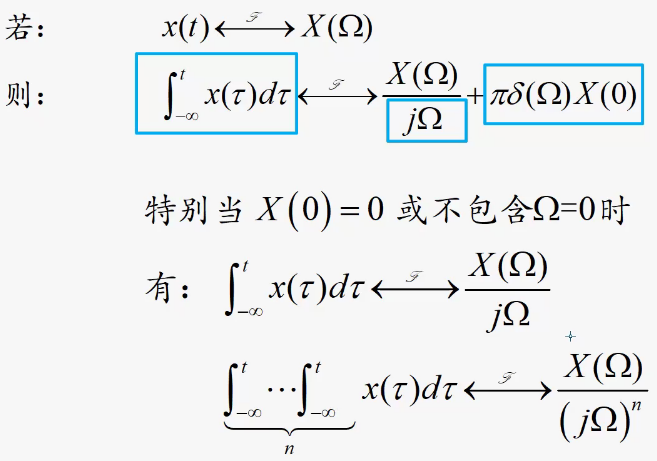 若： x(t) ⟷ℱ X(Ω)
则： ∫_{-∞}^{t} x(τ)dτ ⟷ℱ X(Ω)/jΩ + πδ(Ω)X(0)
特别当 X(0) = 0 或不包含Ω=0时
有： ∫_{-∞}^{t} x(τ)dτ ⟷ℱ X(Ω)/jΩ
∫_{-∞}^{t} ⋯ ∫_{-∞}^{t} x(τ)dτ ⟷ℱ X(Ω)/(jΩ)^n
n